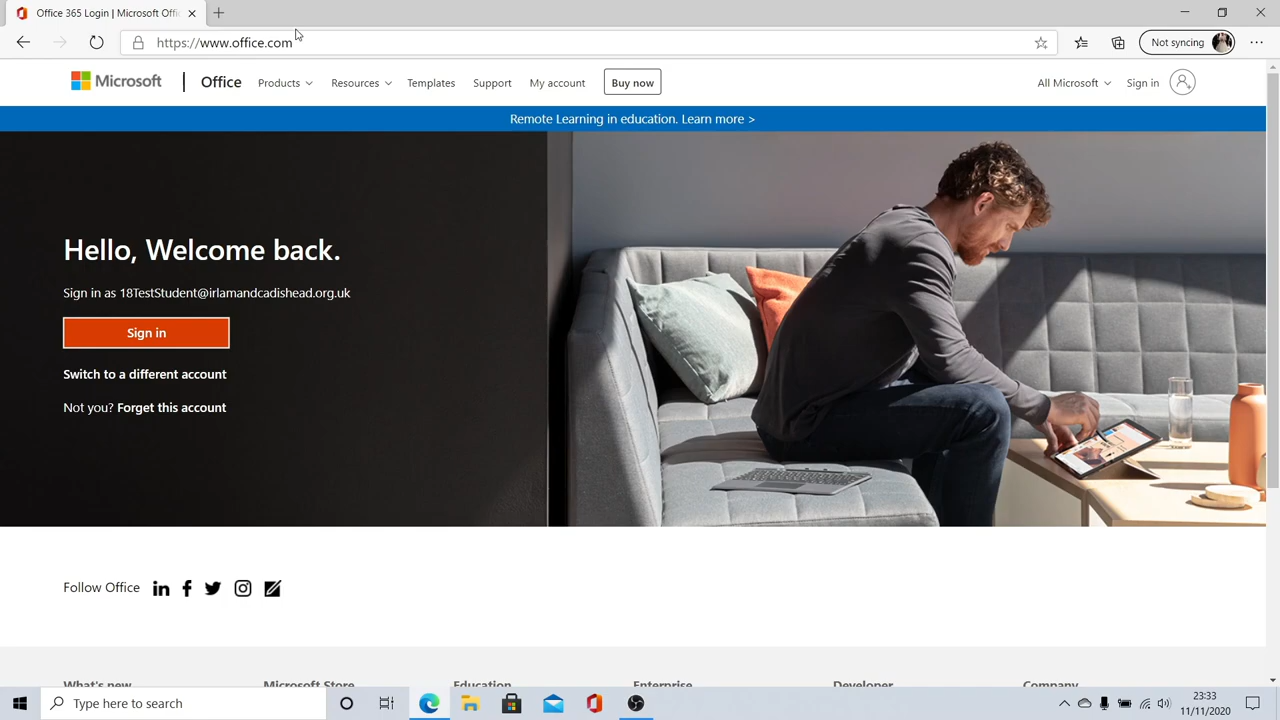 Office 365 Login | Microsoft Offi
https://www.office.com
Not syncing
Microsoft
Office
Products
Resources
Templates
Support
My account
Buy now
All Microsoft
Sign in
Remote Learning in education. Learn more >
Hello, Welcome back.
Sign in as 18TestStudent@irlamandcadishead.org.uk
Sign in
Switch to a different account
Not you? Forget this account
Follow Office
What's new
Microsoft Store
Education
Enterprise
Developer
Company
Type here to search
23:33
11/11/2020